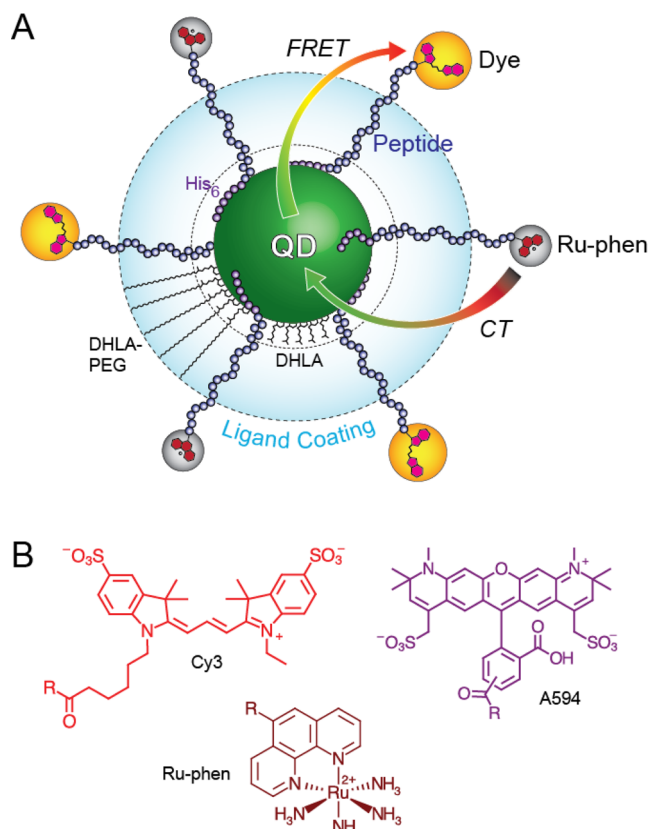 A
FRET
Dye
Peptide
His₆
QD
Ru-phen
CT
DHLA-
PEG
DHLA
Ligand Coating
B
⁻O₃S
SO₃⁻
N
N
+
Cy3
R
O
N
O
N
+
⁻O₃S
SO₃⁻
O
OH
O
R
A594
R
Ru-phen
N
N
2+
Ru
NH₃
H₃N
NH₃
NH